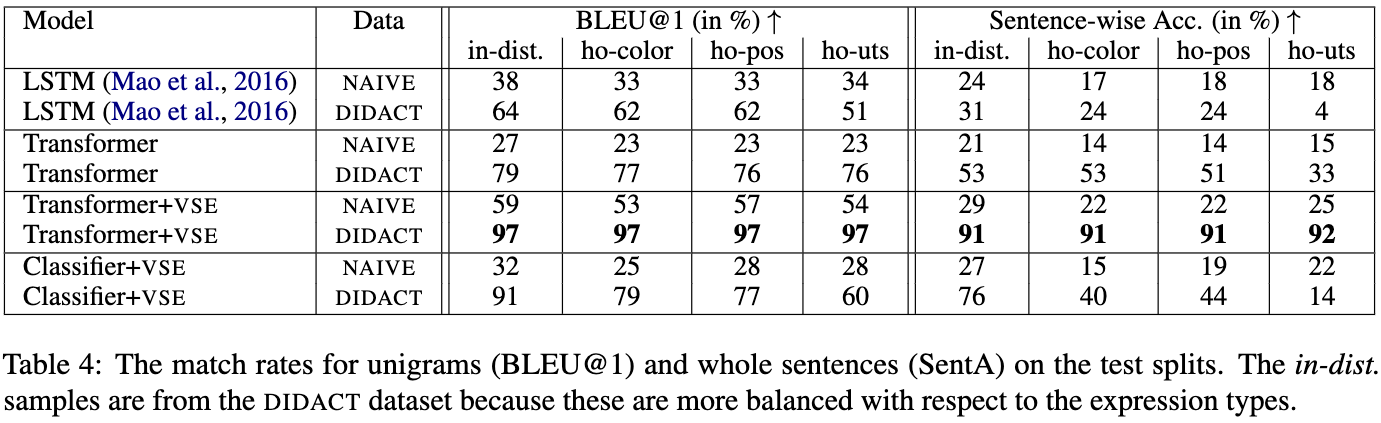 Model Data BLEU@1 (in %) ↑ Sentence-wise Acc. (in %) ↑
in-dist. ho-color ho-pos ho-uts in-dist. ho-color ho-pos ho-uts
LSTM (Mao et al., 2016) NAIVE 38 33 33 34 24 17 18 18
LSTM (Mao et al., 2016) DIDACT 64 62 62 51 31 24 24 4
Transformer NAIVE 27 23 23 23 21 14 14 15
Transformer DIDACT 79 77 76 76 53 53 51 33
Transformer+VSE NAIVE 59 53 57 54 29 22 22 25
Transformer+VSE DIDACT 97 97 97 97 91 91 91 92
Classifier+VSE NAIVE 32 25 28 28 27 15 19 22
Classifier+VSE DIDACT 91 79 77 60 76 40 44 14
Table 4: The match rates for unigrams (BLEU@1) and whole sentences (SentA) on the test splits. The in-dist.
samples are from the DIDACT dataset because these are more balanced with respect to the expression types.